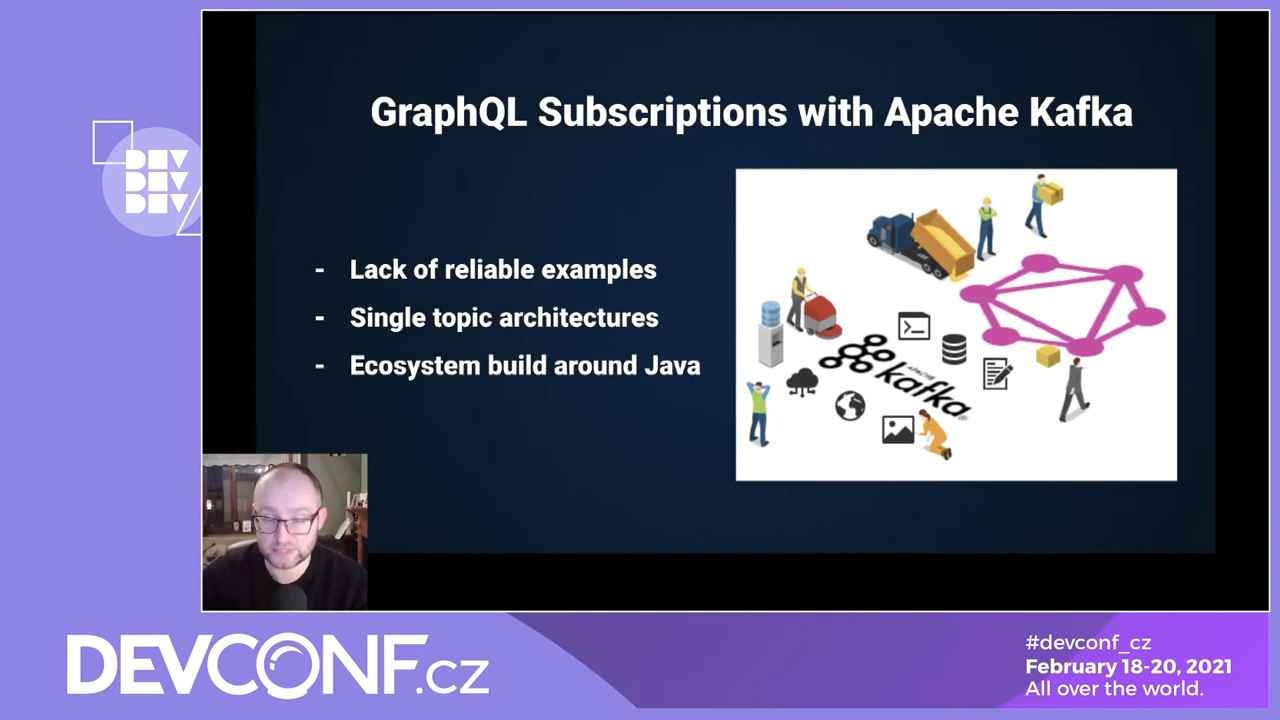 GraphQL Subscriptions with Apache Kafka
- Lack of reliable examples
- Single topic architectures
- Ecosystem build around Java
APACHE
kafka®
DEV
DEV
DEV
DEVCONF.cz
#devconf_cz
February 18-20, 2021
All over the world.